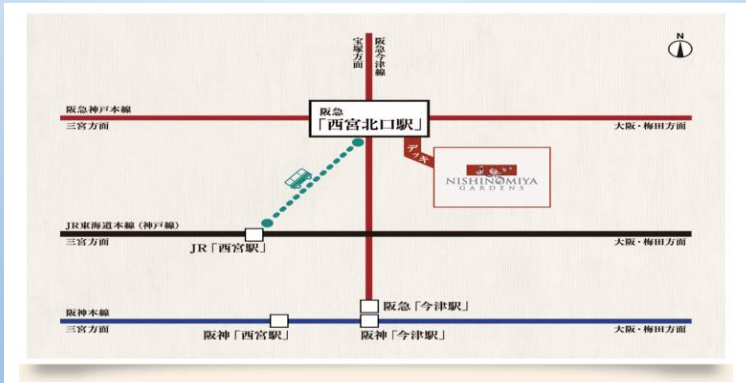 N
宝塚方面
阪急今津線
阪急神戸本線
三宮方面
阪急
「西宮北口駅」
大阪・梅田方面
デッキ
NISHINOMIYA
GARDENS
JR東海道本線(神戸線)
三宮方面
JR「西宮駅」
大阪・梅田方面
阪急「今津駅」
阪神本線
三宮方面
阪神「西宮駅」
阪神「今津駅」
大阪・梅田方面